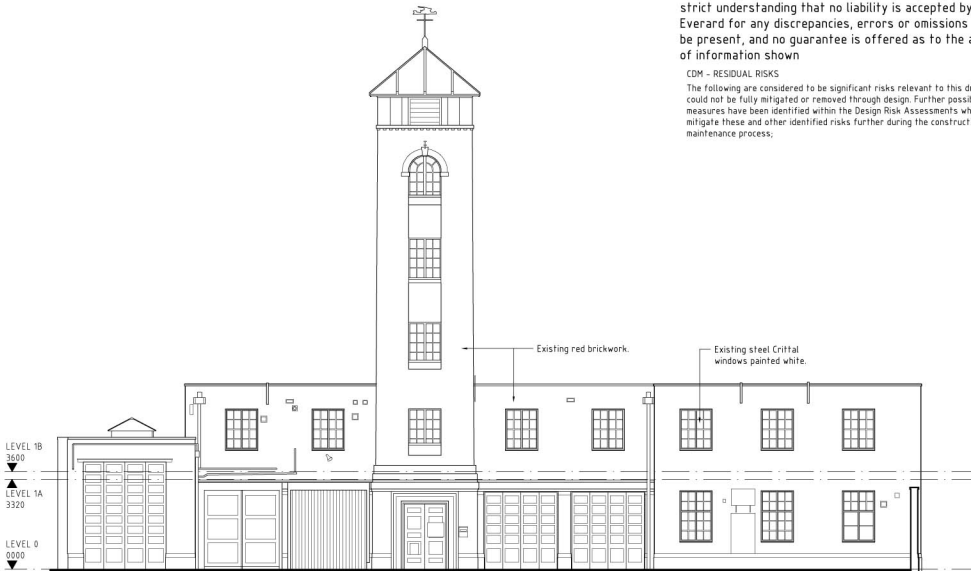 strict understanding that no liability is accepted by
Everard for any discrepancies, errors or omissions
be present, and no guarantee is offered as to the a
of information shown
CDM - RESIDUAL RISKS
The following are considered to be significant risks relevant to this dr
could not be fully mitigated or removed through design. Further possib
measures have been identified within the Design Risk Assessments wh
mitigate these and other identified risks further during the construct
maintenance process;
Existing red brickwork.
Existing steel Crittal
windows painted white.
LEVEL 1B
3600
LEVEL 1A
3320
LEVEL 0
0000